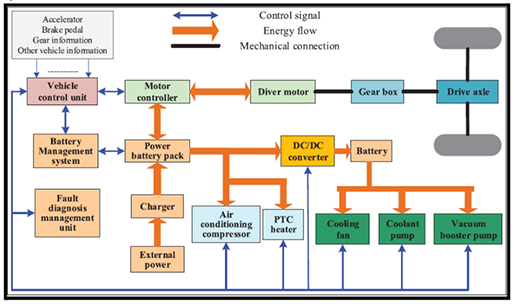 Accelerator
Brake pedal
Gear information
Other vehicle information
Control signal
Energy flow
Mechanical connection
Vehicle
control unit
Motor
controller
Diver motor
Gear box
Drive axle
Battery
Management
system
Power
battery pack
DC/DC
converter
Battery
Fault
diagnosis
management
unit
Charger
External
power
Air
conditioning
compressor
PTC
heater
Cooling
fan
Coolant
pump
Vacuum
booster pump